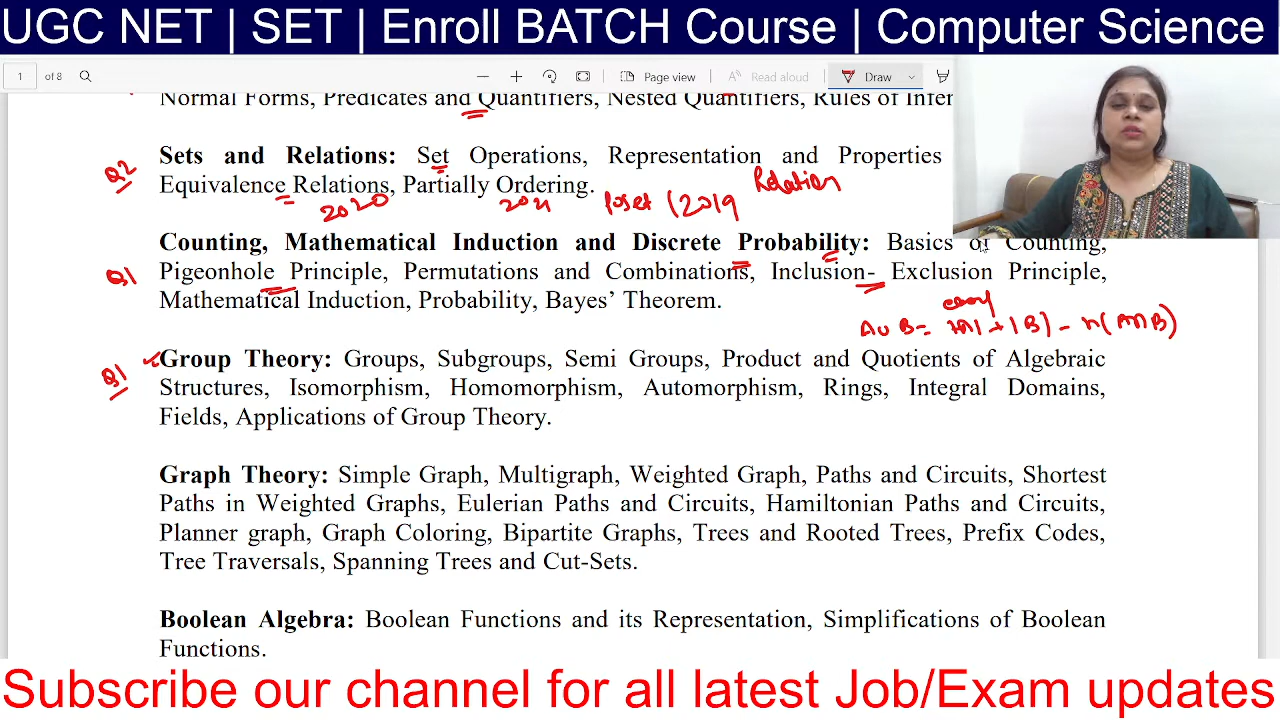 UGC NET | SET | Enroll BATCH Course | Computer Science
1 of 8 Page view Read aloud Draw
Normal Forms, Predicates and Quantifiers, Nested Quantifiers, Rules of Infer
Q2 Sets and Relations: Set Operations, Representation and Properties
Equivalence Relations, Partially Ordering. Relation
2020 2021 Poset (2019
Counting, Mathematical Induction and Discrete Probability: Basics of Counting,
Q1 Pigeonhole Principle, Permutations and Combinations, Inclusion- Exclusion Principle,
Mathematical Induction, Probability, Bayes’ Theorem.
A∪B= |A| + |B| - n(A∩B)
Q1 Group Theory: Groups, Subgroups, Semi Groups, Product and Quotients of Algebraic
Structures, Isomorphism, Homomorphism, Automorphism, Rings, Integral Domains,
Fields, Applications of Group Theory.
Graph Theory: Simple Graph, Multigraph, Weighted Graph, Paths and Circuits, Shortest
Paths in Weighted Graphs, Eulerian Paths and Circuits, Hamiltonian Paths and Circuits,
Planner graph, Graph Coloring, Bipartite Graphs, Trees and Rooted Trees, Prefix Codes,
Tree Traversals, Spanning Trees and Cut-Sets.
Boolean Algebra: Boolean Functions and its Representation, Simplifications of Boolean
Functions.
Subscribe our channel for all latest Job/Exam updates